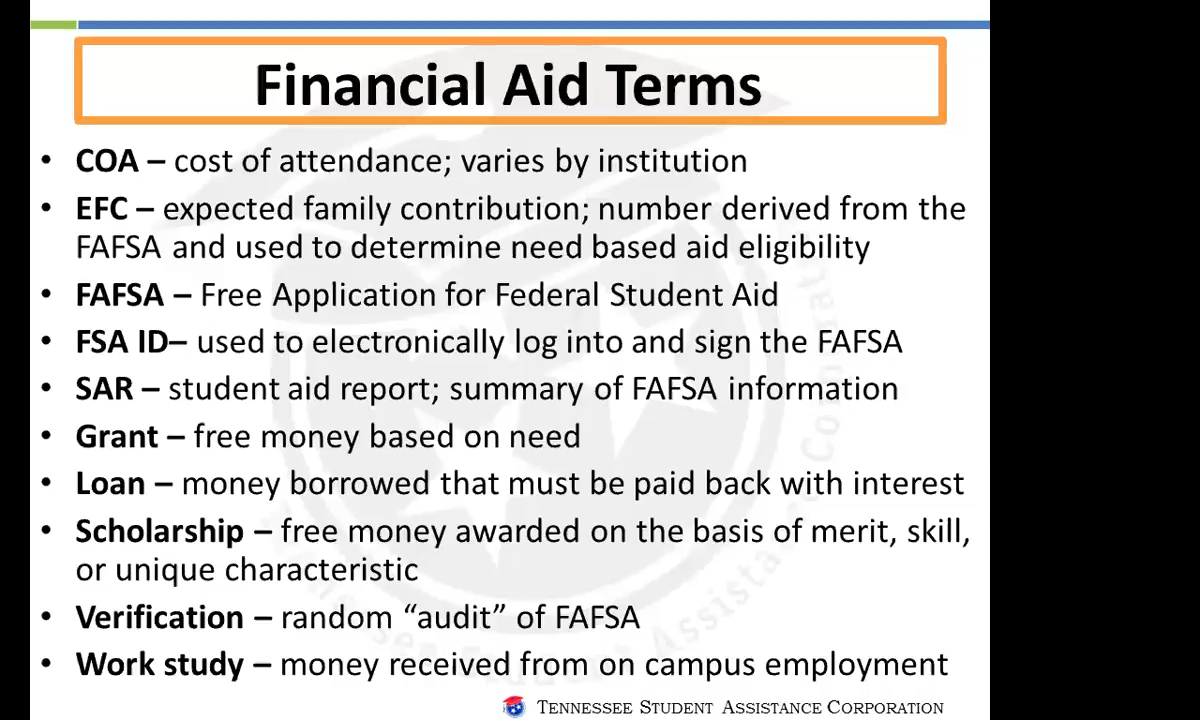 Financial Aid Terms
• COA – cost of attendance; varies by institution
• EFC – expected family contribution; number derived from the
FAFSA and used to determine need based aid eligibility
• FAFSA – Free Application for Federal Student Aid
• FSA ID– used to electronically log into and sign the FAFSA
• SAR – student aid report; summary of FAFSA information
• Grant – free money based on need
• Loan – money borrowed that must be paid back with interest
• Scholarship – free money awarded on the basis of merit, skill,
or unique characteristic
• Verification – random “audit” of FAFSA
• Work study – money received from on campus employment
TENNESSEE STUDENT ASSISTANCE CORPORATION